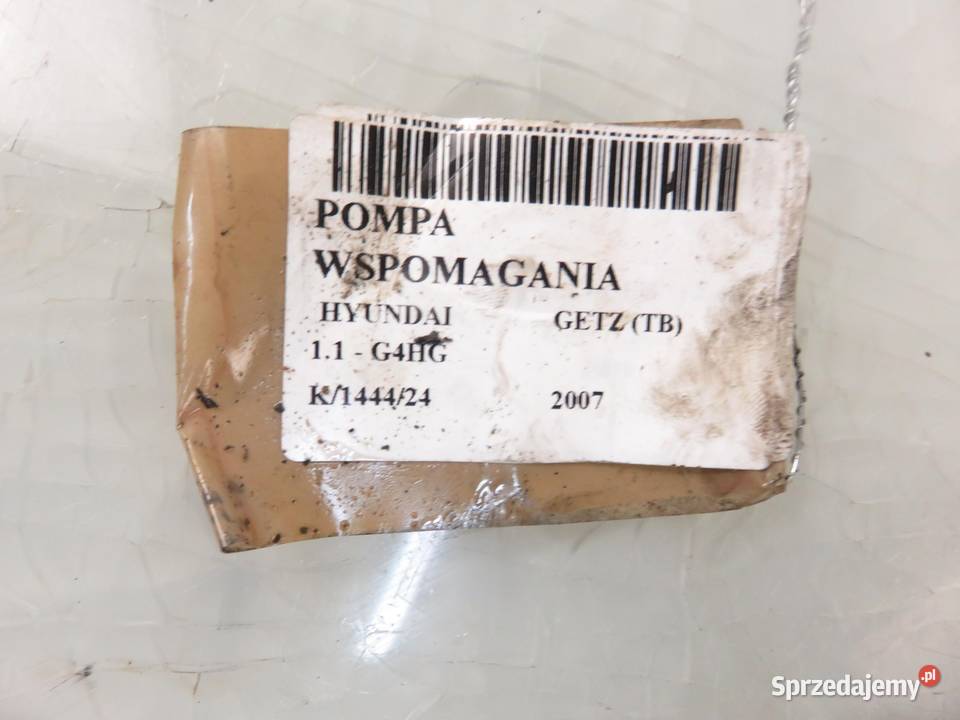 POMPA
WSPOMAGANIA
HYUNDAI GETZ (TB)
1.1 - G4HG
K/1444/24 2007
Sprzedajemy.pl